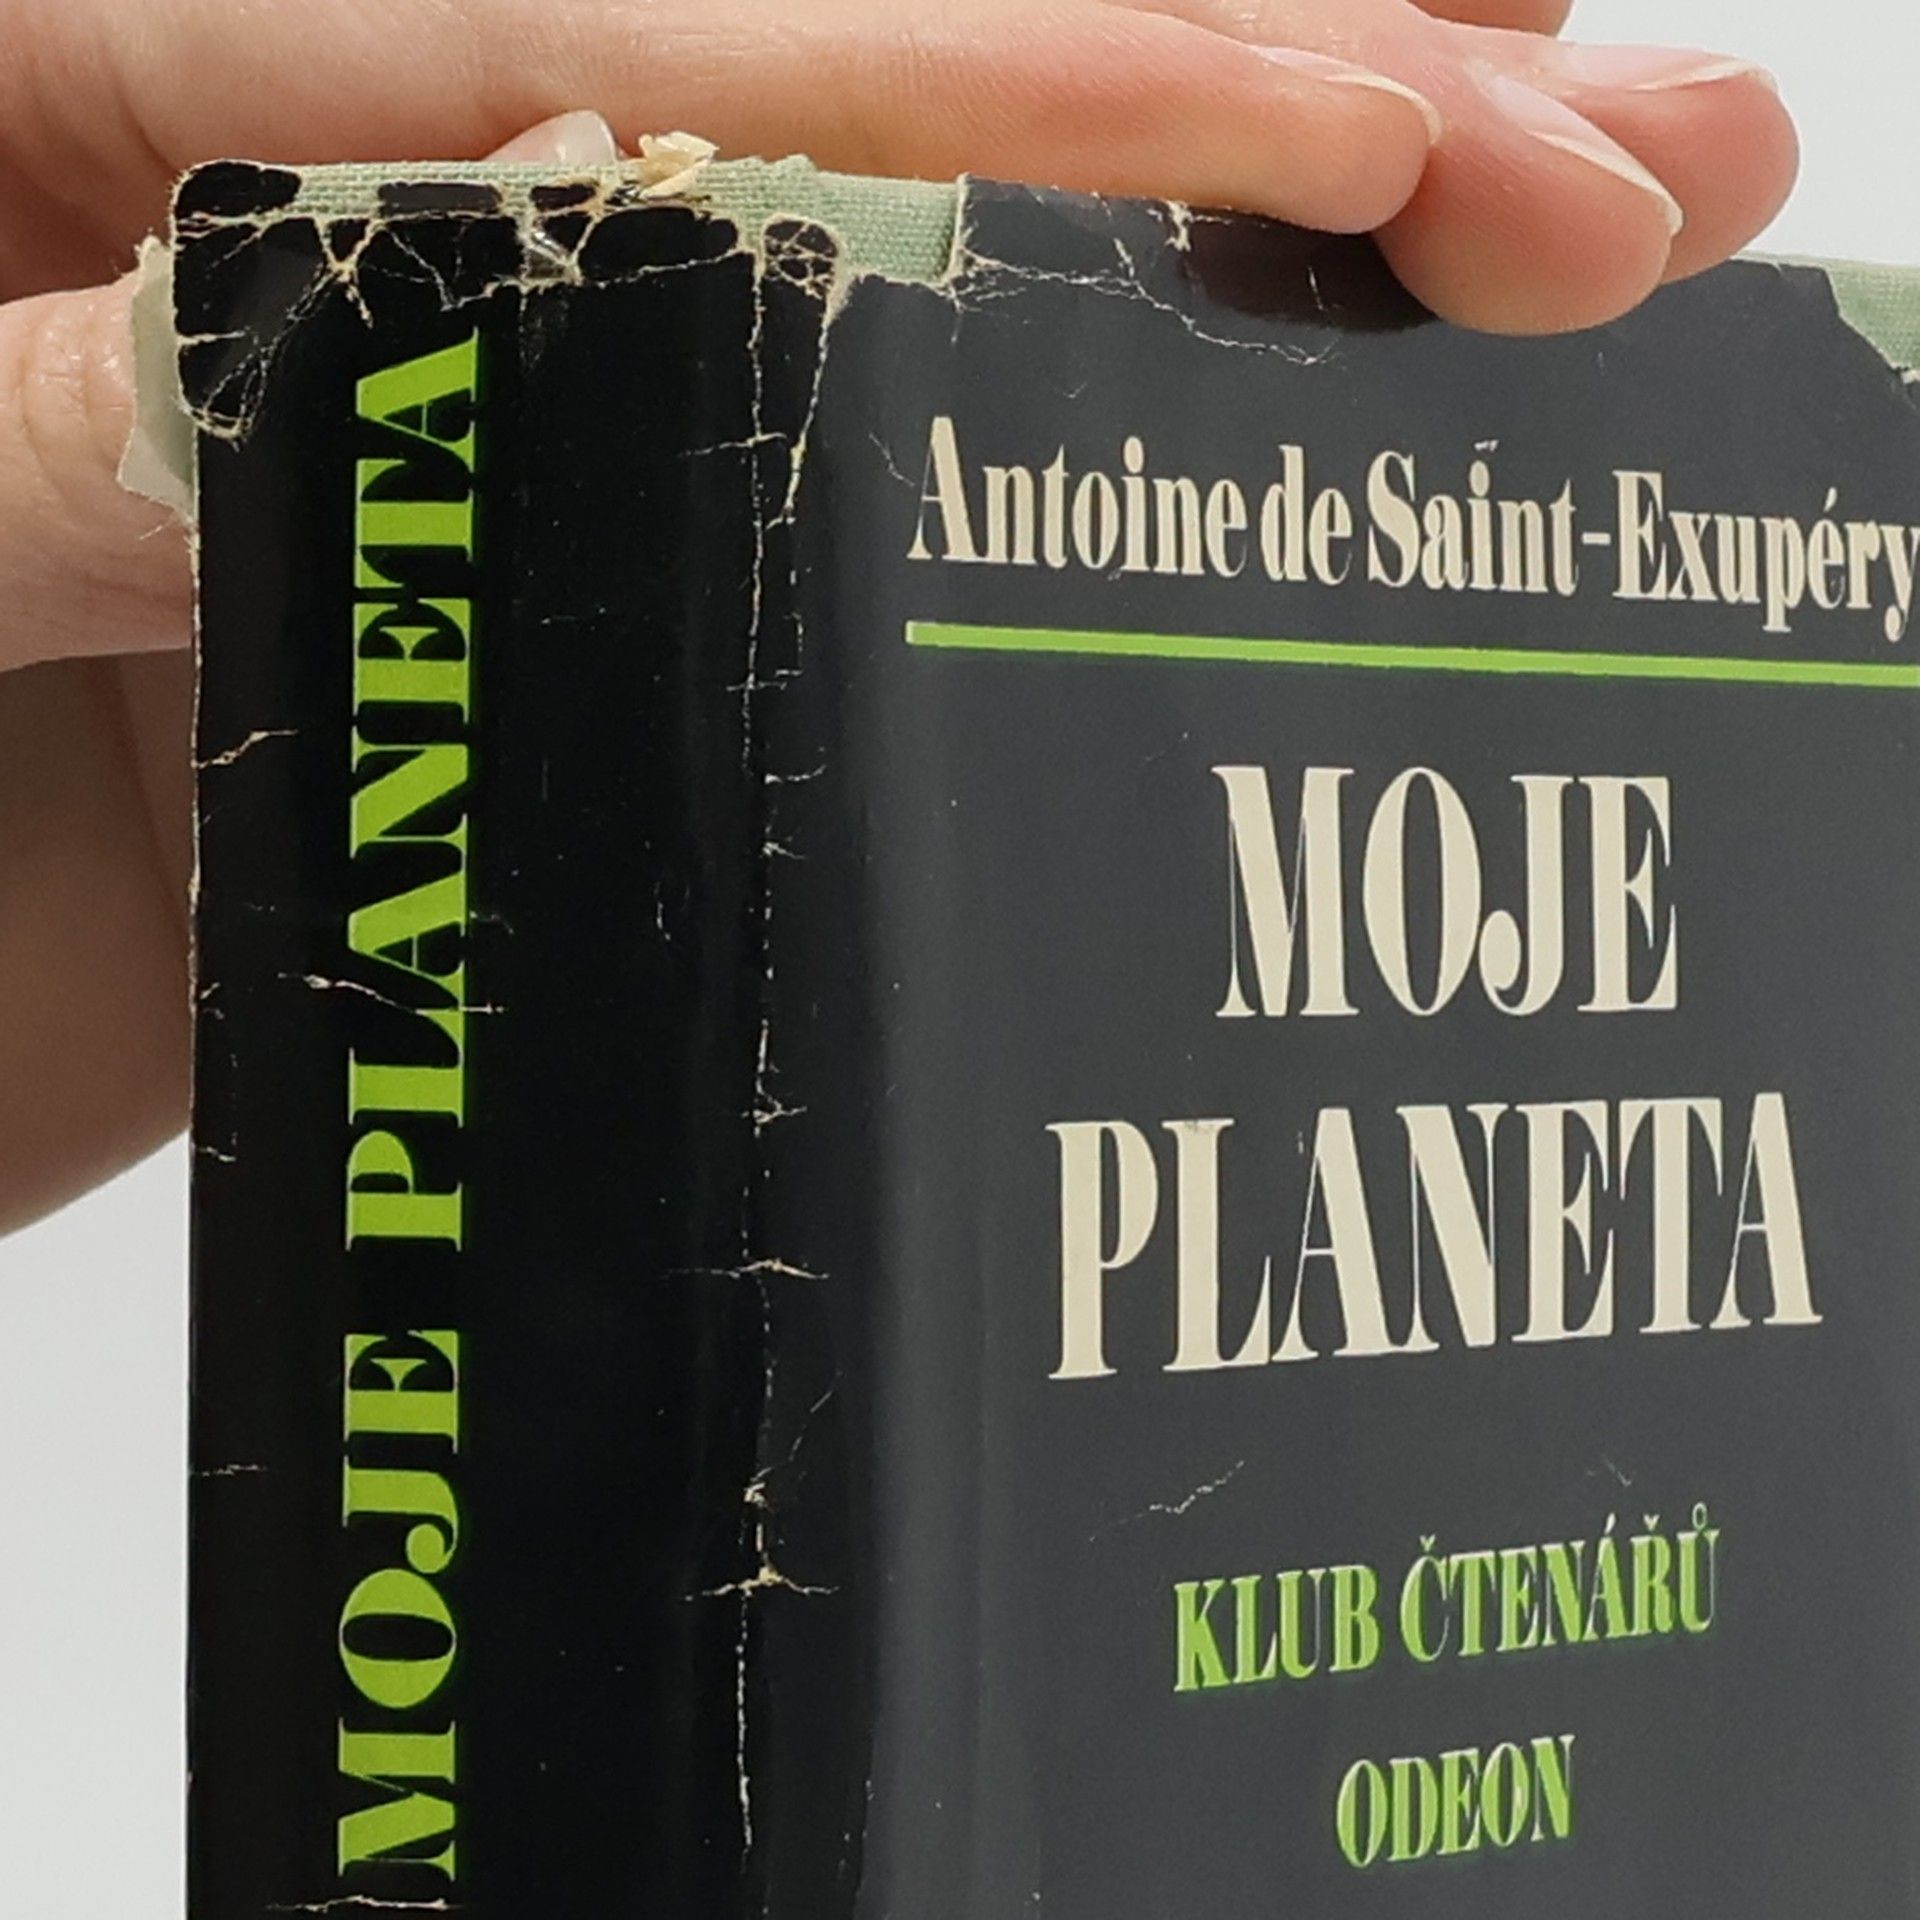 MOJE PLANETA
Antoine de Saint-Exupéry
MOJE
PLANETA
KLUB ČTENÁŘŮ
ODEON